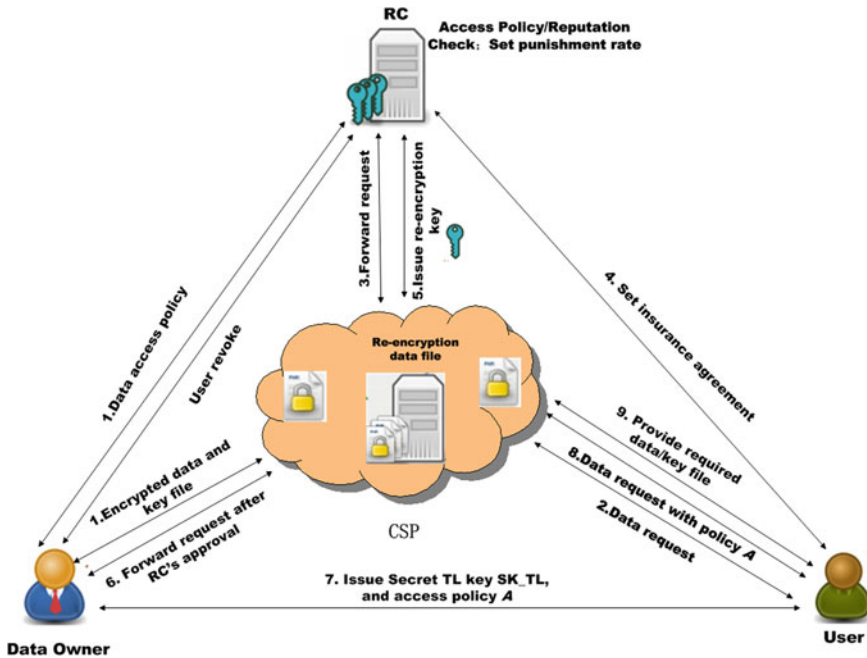 RC
Access Policy/Reputation
Check: Set punishment rate
3.Forward request
5.Issue re-encryption
key
1.Data access policy
User revoke
4. Set insurance agreement
Re-encryption
data file
9. Provide required
data/key file
8.Data request with policy A
2.Data request
1.Encrypted data and
key file
6. Forward request after
RC's approval
CSP
7. Issue Secret TL key SK_TL,
and access policy A
Data Owner
User